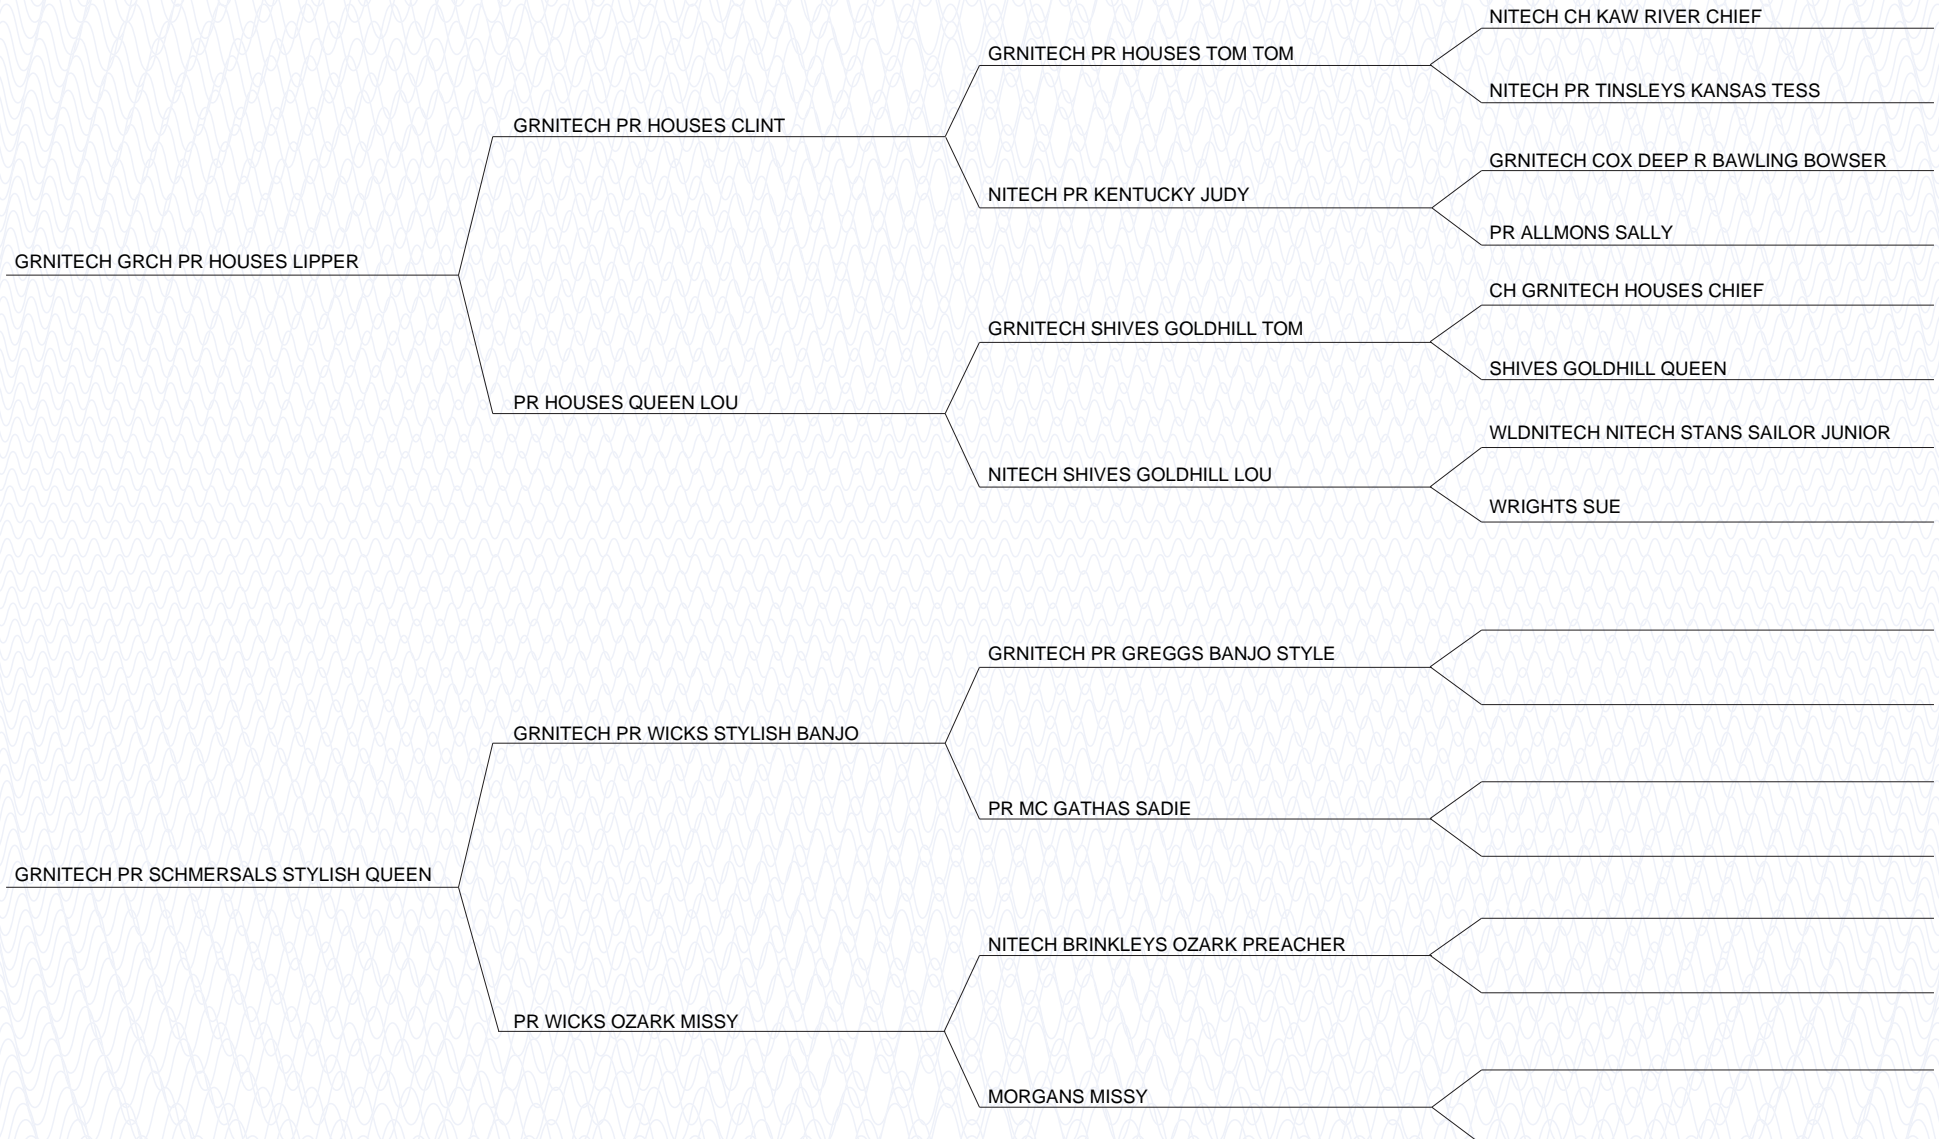 NITECH CH KAW RIVER CHIEF
GRNITECH PR HOUSES TOM TOM
NITECH PR TINSLEYS KANSAS TESS
GRNITECH PR HOUSES CLINT
GRNITECH COX DEEP R BAWLING BOWSER
NITECH PR KENTUCKY JUDY
PR ALLMONS SALLY
GRNITECH GRCH PR HOUSES LIPPER
CH GRNITECH HOUSES CHIEF
GRNITECH SHIVES GOLDHILL TOM
SHIVES GOLDHILL QUEEN
PR HOUSES QUEEN LOU
WLDNITECH NITECH STANS SAILOR JUNIOR
NITECH SHIVES GOLDHILL LOU
WRIGHTS SUE
GRNITECH PR GREGGS BANJO STYLE
GRNITECH PR WICKS STYLISH BANJO
PR MC GATHAS SADIE
GRNITECH PR SCHMERSALS STYLISH QUEEN
NITECH BRINKLEYS OZARK PREACHER
PR WICKS OZARK MISSY
MORGANS MISSY